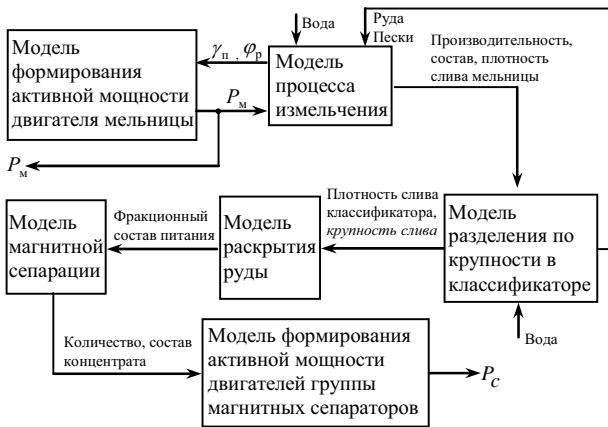 Вода
Руда
Пески
Модель
формирования
активной мощности
двигателя мельницы
γп , φр
Pм
Pм
Модель
процесса
измельчения
Производительность,
состав, плотность
слива мельницы
Модель
магнитной
сепарации
Фракционный
состав питания
Модель
раскрытия
руды
Плотность слива
классификатора,
крупность слива
Модель
разделения по
крупности в
классификаторе
Вода
Количество, состав
концентрата
Модель формирования
активной мощности
двигателей группы
магнитных сепараторов
Pс